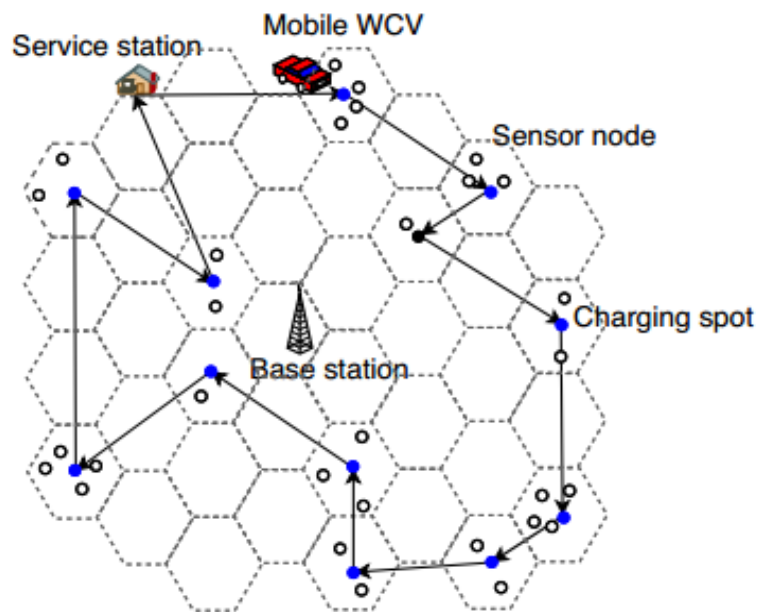 Mobile WCV
Service station
Sensor node
Charging spot
Base station